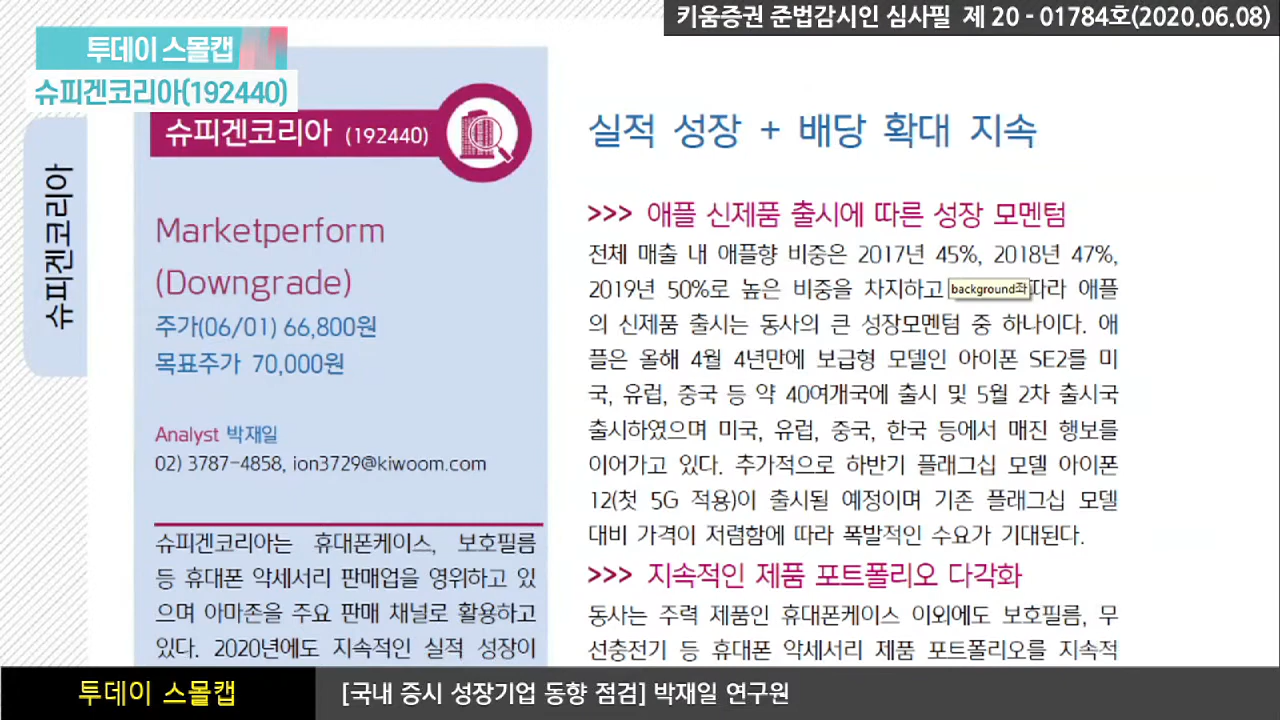 키움증권 준법감시인 심사필 제 20 - 01784호(2020.06.08)
투데이 스몰캡
슈피겐코리아(192440)
슈피겐코리아
슈피겐코리아 (192440)
Marketperform
(Downgrade)
주가(06/01) 66,800원
목표주가 70,000원
Analyst 박재일
02) 3787-4858, ion3729@kiwoom.com
슈피겐코리아는 휴대폰케이스, 보호필름
등 휴대폰 악세서리 판매업을 영위하고 있
으며 아마존을 주요 판매 채널로 활용하고
있다. 2020년에도 지속적인 실적 성장이
실적 성장 + 배당 확대 지속
>>> 애플 신제품 출시에 따른 성장 모멘텀
전체 매출 내 애플향 비중은 2017년 45%, 2018년 47%,
2019년 50%로 높은 비중을 차지하고 background좌 따라 애플
의 신제품 출시는 동사의 큰 성장모멘텀 중 하나이다. 애
플은 올해 4월 4년만에 보급형 모델인 아이폰 SE2를 미
국, 유럽, 중국 등 약 40여개국에 출시 및 5월 2차 출시국
출시하였으며 미국, 유럽, 중국, 한국 등에서 매진 행보를
이어가고 있다. 추가적으로 하반기 플래그십 모델 아이폰
12(첫 5G 적용)이 출시될 예정이며 기존 플래그십 모델
대비 가격이 저렴함에 따라 폭발적인 수요가 기대된다.
>>> 지속적인 제품 포트폴리오 다각화
동사는 주력 제품인 휴대폰케이스 이외에도 보호필름, 무
선충전기 등 휴대폰 악세서리 제품 포트폴리오를 지속적
투데이 스몰캡
[국내 증시 성장기업 동향 점검] 박재일 연구원